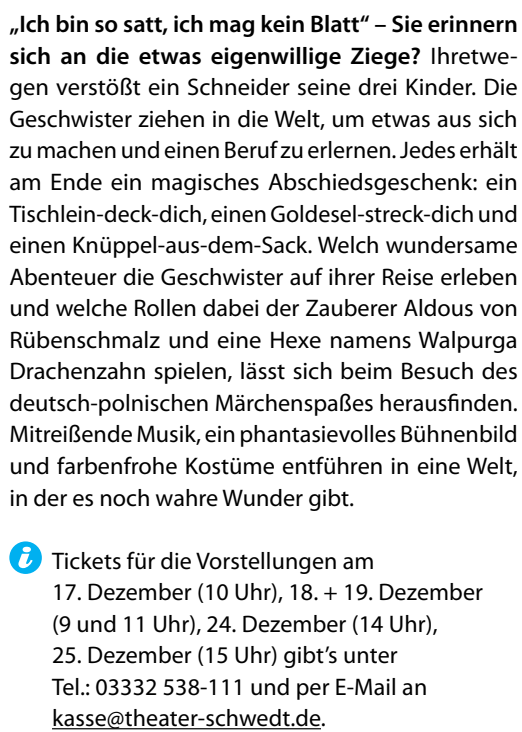 „Ich bin so satt, ich mag kein Blatt“ – Sie erinnern
sich an die etwas eigenwillige Ziege? Ihretwe-
gen verstößt ein Schneider seine drei Kinder. Die
Geschwister ziehen in die Welt, um etwas aus sich
zu machen und einen Beruf zu erlernen. Jedes erhält
am Ende ein magisches Abschiedsgeschenk: ein
Tischlein-deck-dich, einen Goldesel-streck-dich und
einen Knüppel-aus-dem-Sack. Welch wundersame
Abenteuer die Geschwister auf ihrer Reise erleben
und welche Rollen dabei der Zauberer Aldous von
Rübenschmalz und eine Hexe namens Walpurga
Drachenzahn spielen, lässt sich beim Besuch des
deutsch-polnischen Märchenspaßes herausfinden.
Mitreißende Musik, ein phantasievolles Bühnenbild
und farbenfrohe Kostüme entführen in eine Welt,
in der es noch wahre Wunder gibt.
i Tickets für die Vorstellungen am
17. Dezember (10 Uhr), 18. + 19. Dezember
(9 und 11 Uhr), 24. Dezember (14 Uhr),
25. Dezember (15 Uhr) gibt's unter
Tel.: 03332 538-111 und per E-Mail an
kasse@theater-schwedt.de.